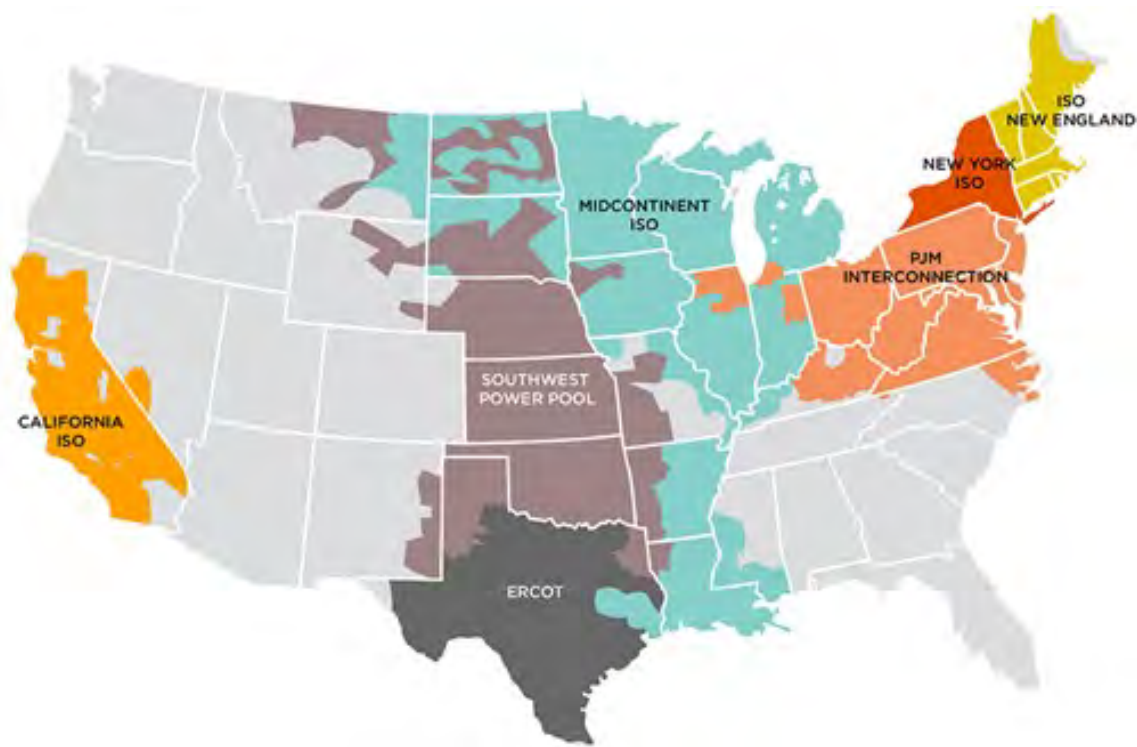 ISO
NEW ENGLAND
NEW YORK
ISO
MIDCONTINENT
ISO
PJM
INTERCONNECTION
SOUTHWEST
POWER POOL
CALIFORNIA
ISO
ERCOT